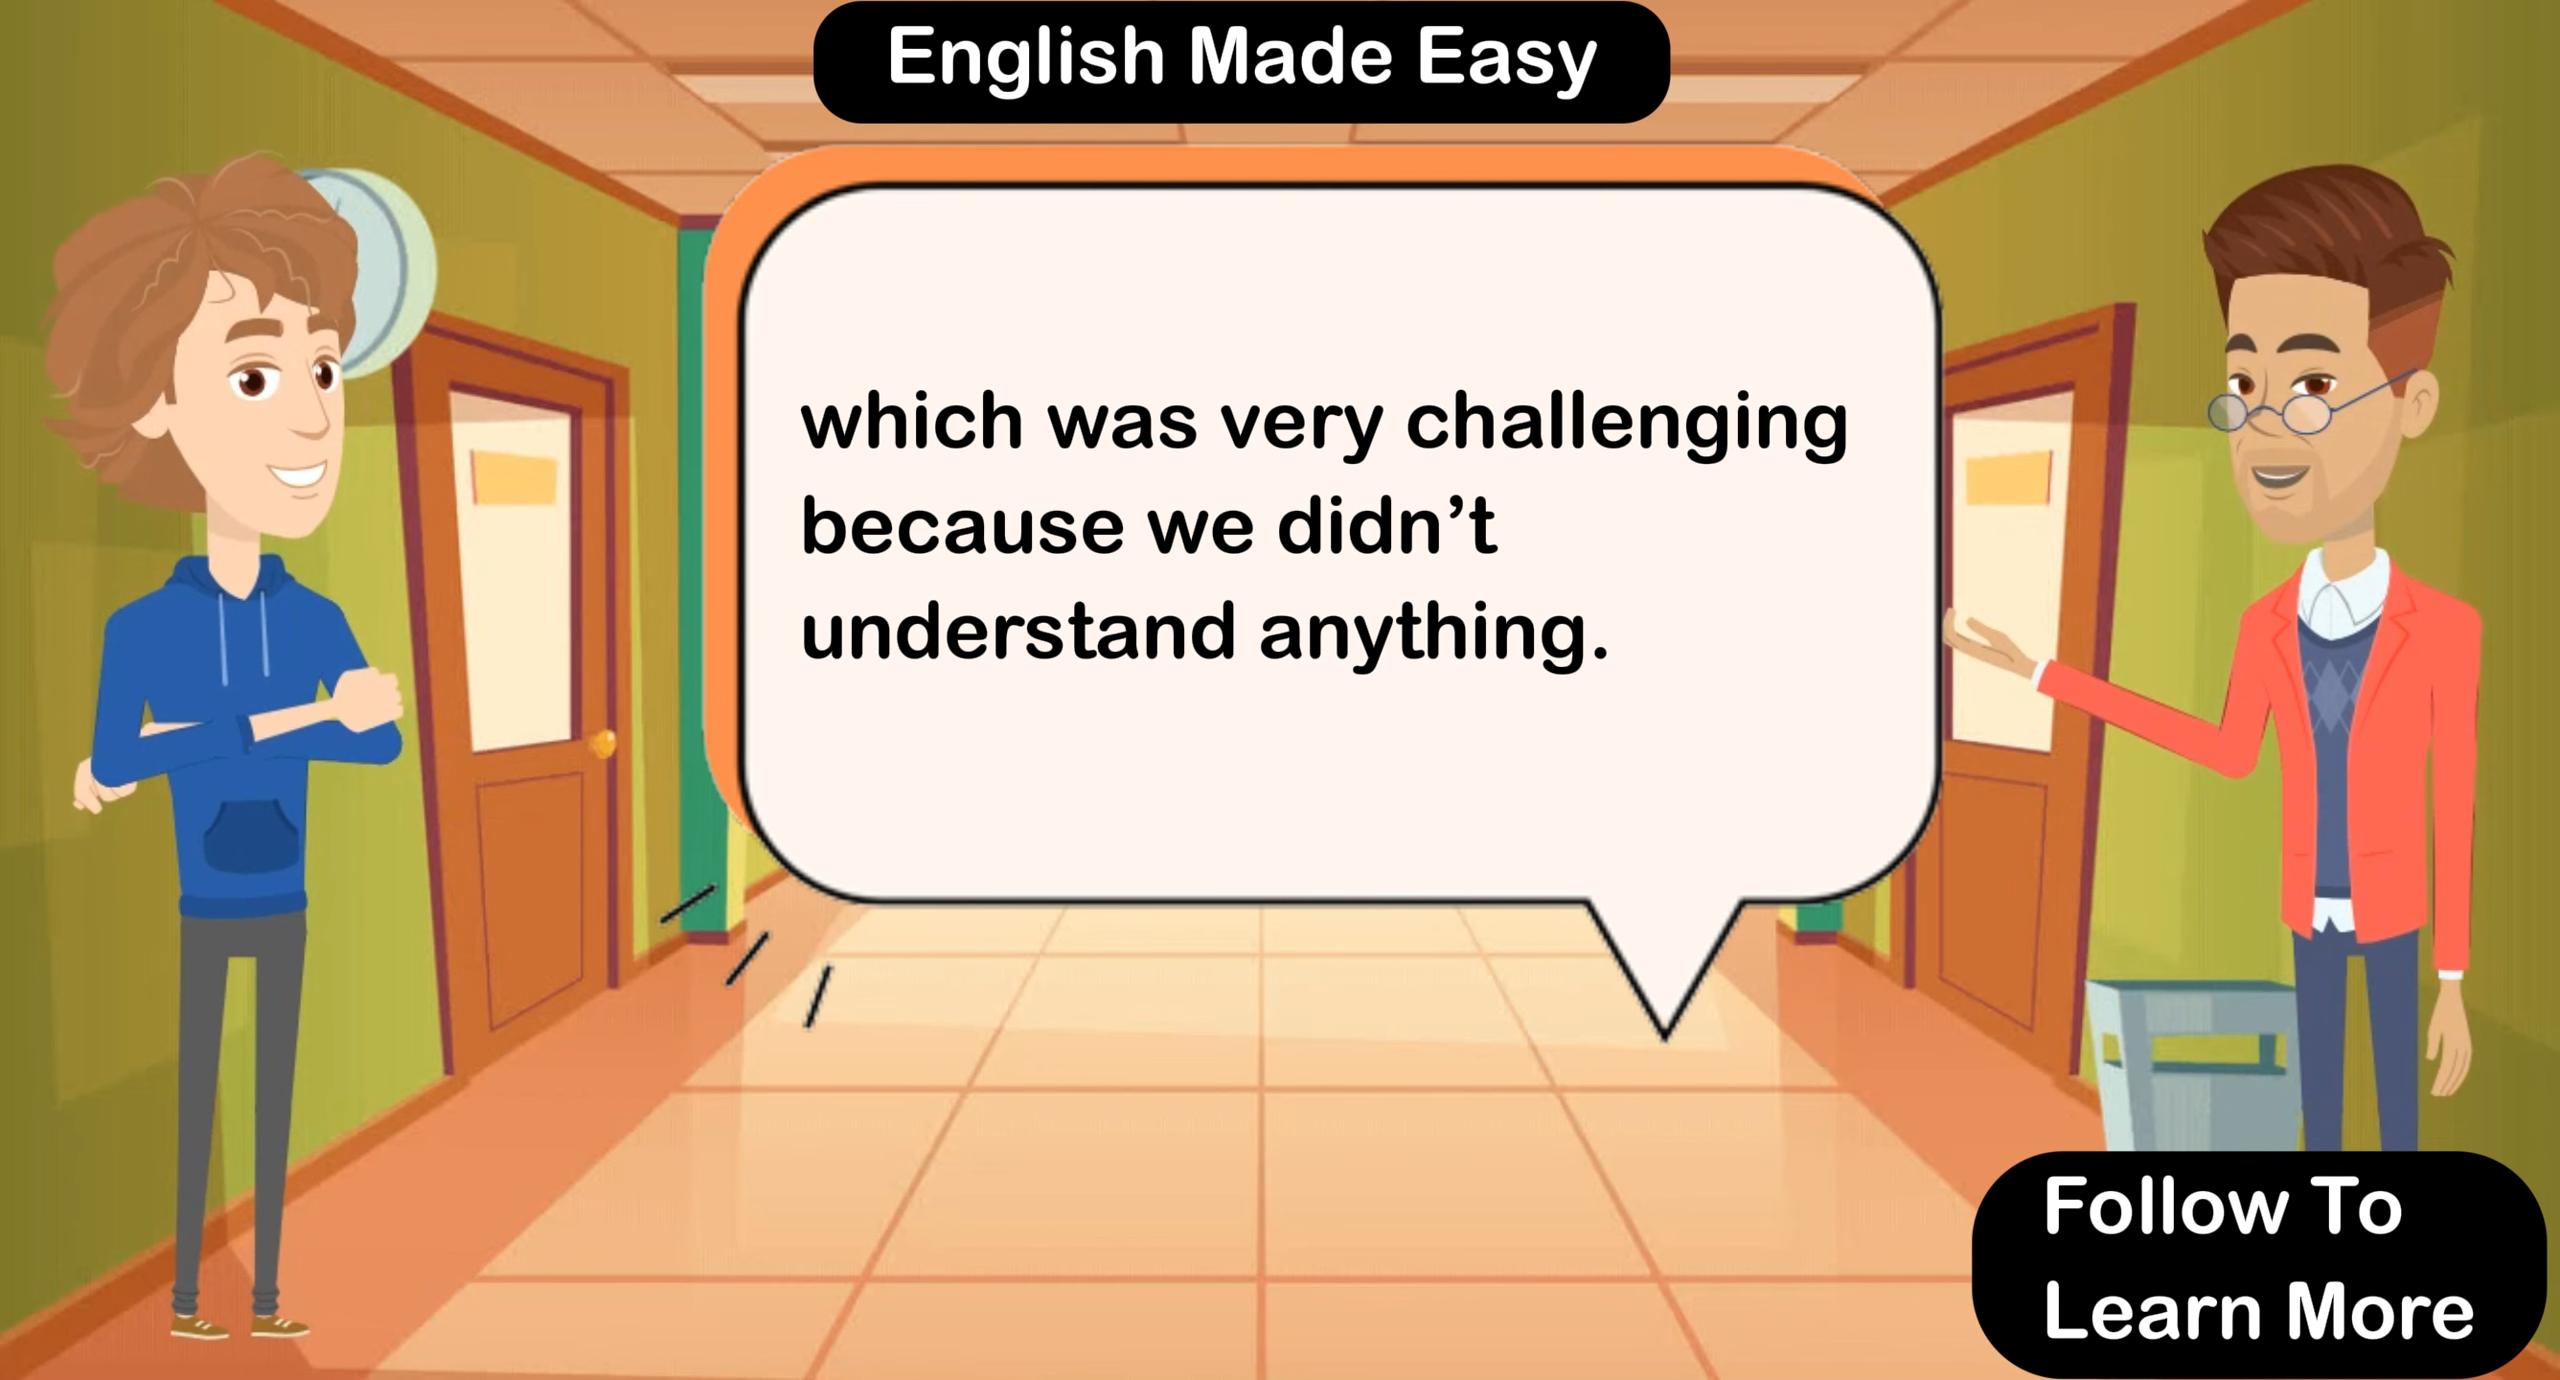 English Made Easy
which was very challenging
because we didn’t
understand anything.
Follow To
Learn More